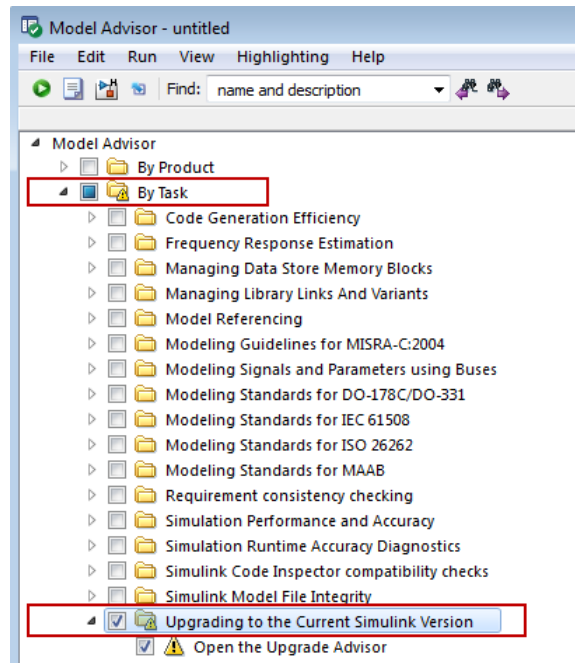 Model Advisor - untitled
File Edit Run View Highlighting Help
Find: name and description
Model Advisor
By Product
By Task
Code Generation Efficiency
Frequency Response Estimation
Managing Data Store Memory Blocks
Managing Library Links And Variants
Model Referencing
Modeling Guidelines for MISRA-C:2004
Modeling Signals and Parameters using Buses
Modeling Standards for DO-178C/DO-331
Modeling Standards for IEC 61508
Modeling Standards for ISO 26262
Modeling Standards for MAAB
Requirement consistency checking
Simulation Performance and Accuracy
Simulation Runtime Accuracy Diagnostics
Simulink Code Inspector compatibility checks
Simulink Model File Integrity
Upgrading to the Current Simulink Version
Open the Upgrade Advisor